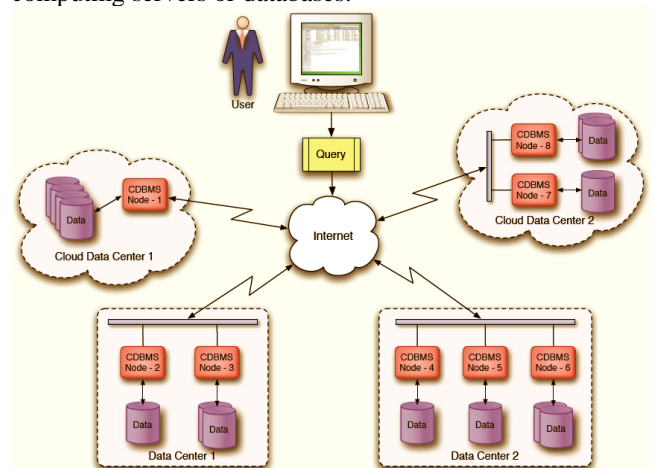 computing servers or databases.
User
Query
Internet
CDBMS
Node - 1
Data
Cloud Data Center 1
CDBMS
Node - 8
Data
CDBMS
Node - 7
Data
Cloud Data Center 2
CDBMS
Node - 2
CDBMS
Node - 3
Data
Data
Data Center 1
CDBMS
Node - 4
CDBMS
Node - 5
CDBMS
Node - 6
Data
Data
Data
Data Center 2